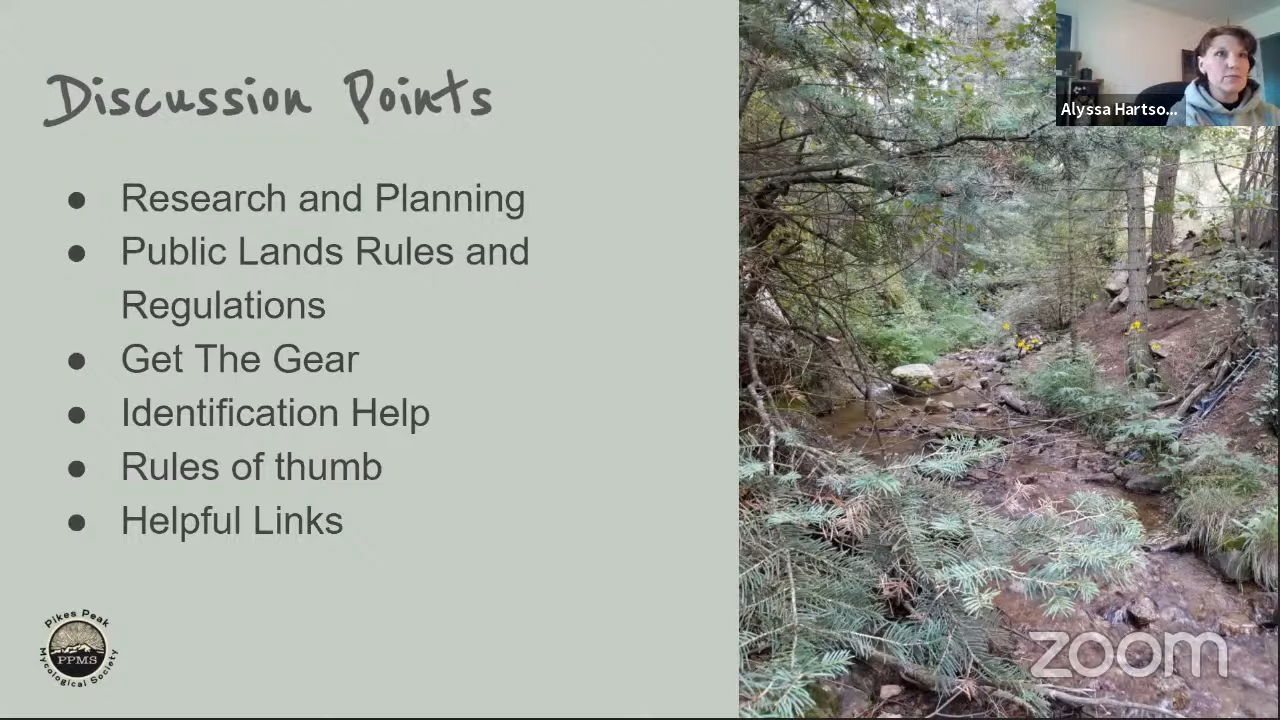 Discussion Points
Alyssa Hartso...
● Research and Planning
● Public Lands Rules and
Regulations
● Get The Gear
● Identification Help
● Rules of thumb
● Helpful Links
Pikes Peak
PPMS
Mycological Society
zoom